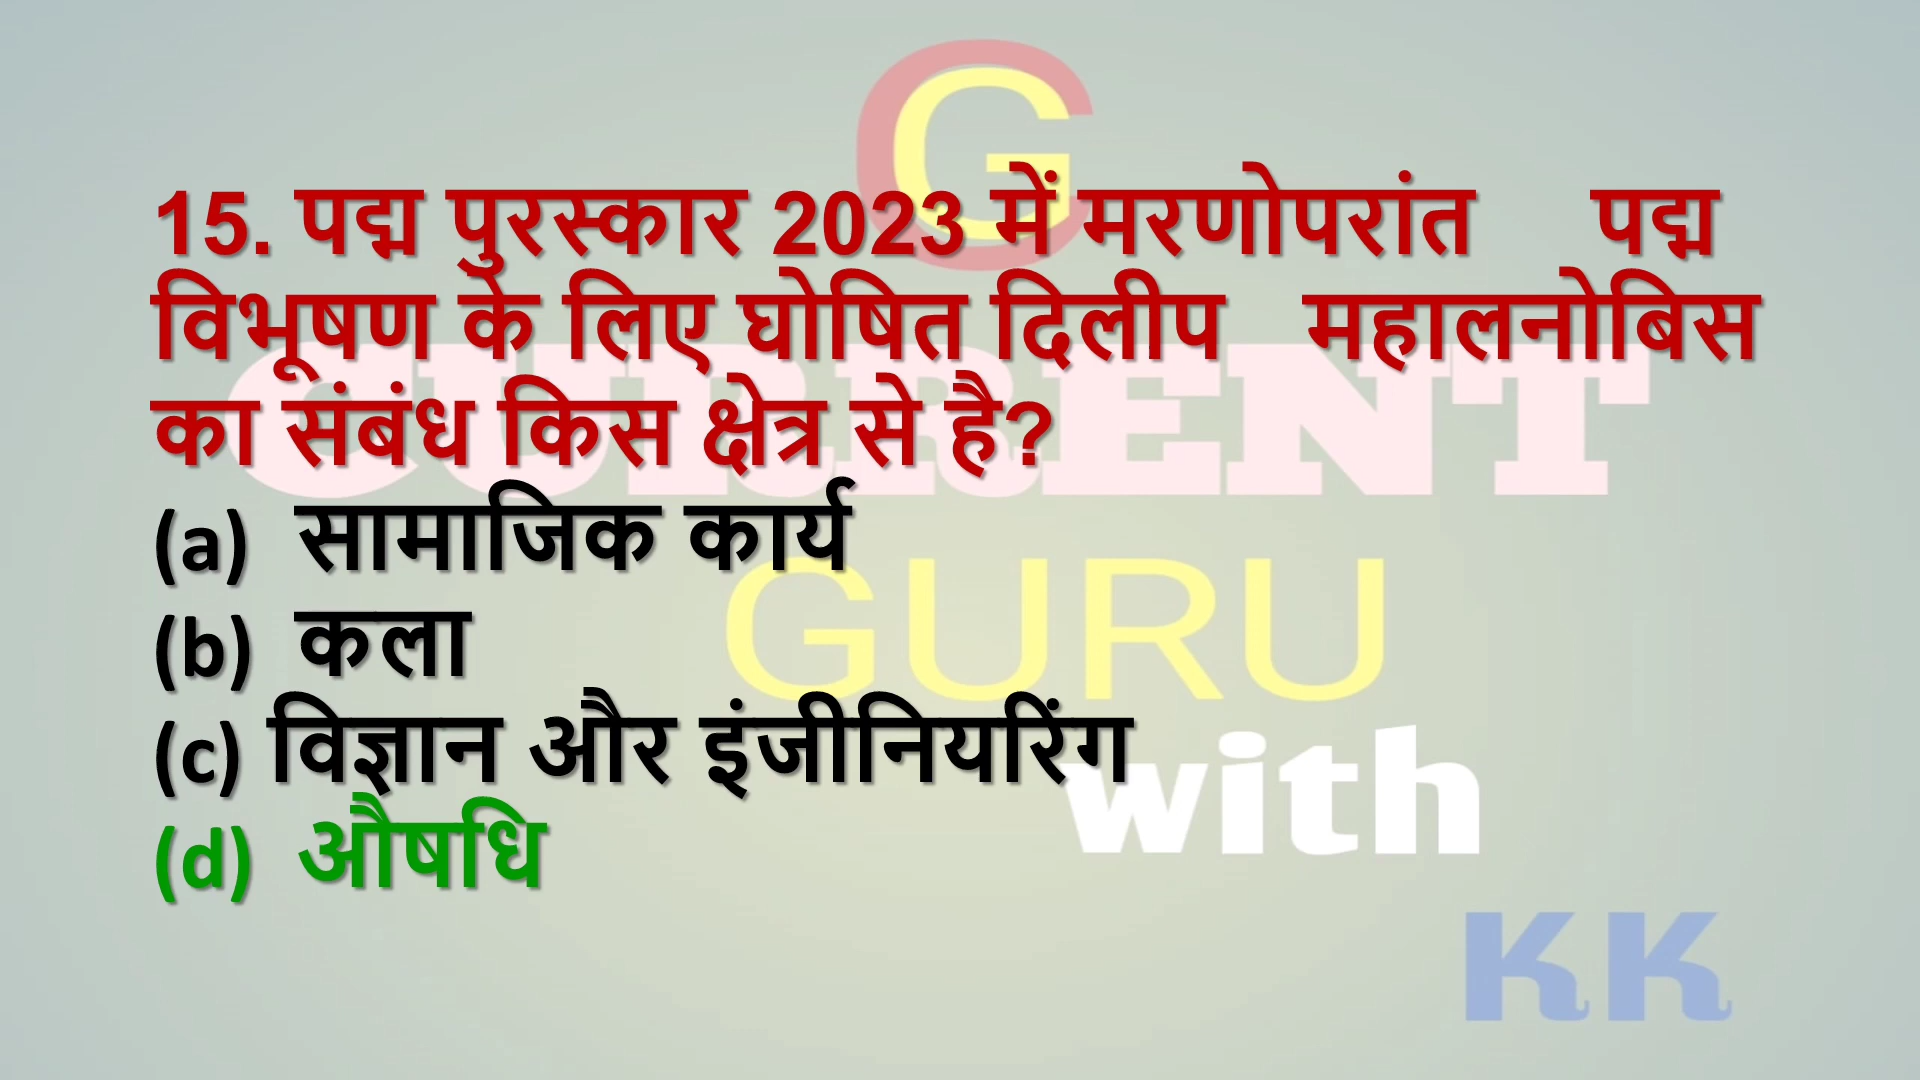 G
15. पद्म पुरस्कार 2023 में मरणोपरांत पद्म
विभूषण के लिए घोषित दिलीप महालनोबिस
का संबंध किस क्षेत्र से है?
CURRENT
(a) सामाजिक कार्य
GURU
(b) कला
(c) विज्ञान और इंजीनियरिंग
with
(d) औषधि
KK